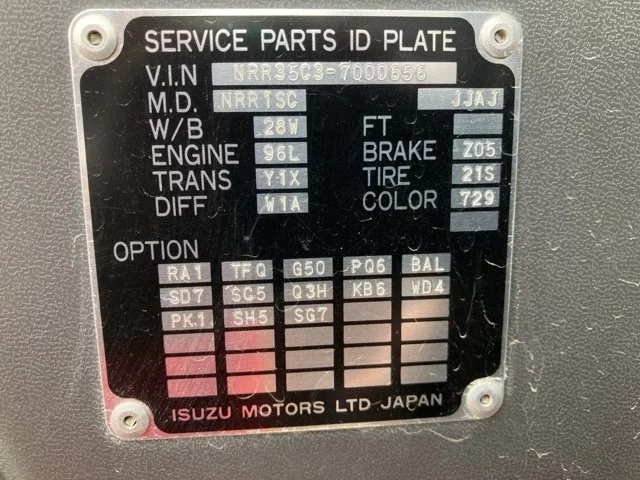 SERVICE PARTS ID PLATE
V.I.N NRR35C3-7000656
M.D. NRR1SC JJAJ
W/B 28W FT
ENGINE 96L BRAKE Z05
TRANS Y1X TIRE 21S
DIFF W1A COLOR 729
OPTION
RA1 TFQ G50 PQ6 BAL
SD7 SC5 Q3H KB6 WD4
PK1 SH5 SG7
ISUZU MOTORS LTD JAPAN